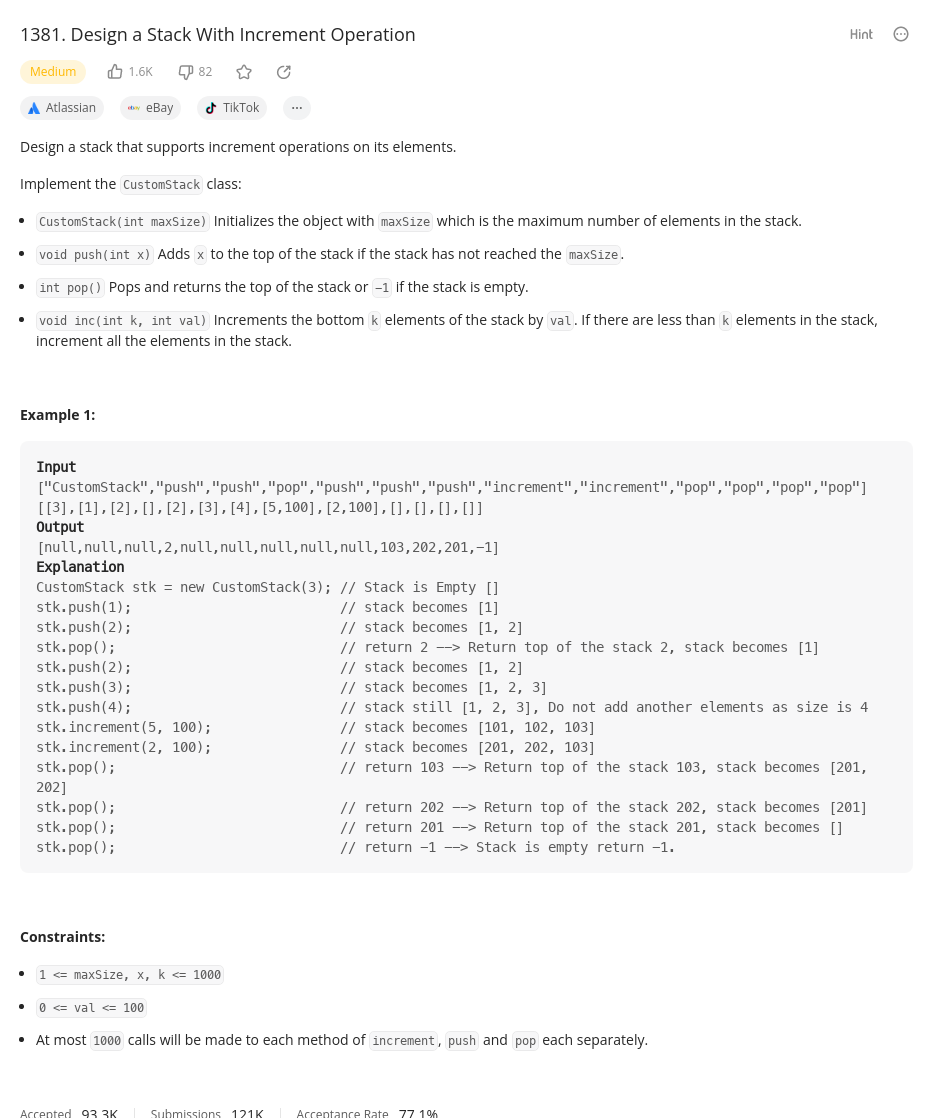 1381. Design a Stack With Increment Operation
Hint
Medium
1.6K
82
Atlassian
eBay
TikTok
...
Design a stack that supports increment operations on its elements.
Implement the CustomStack class:
• CustomStack(int maxSize) Initializes the object with maxSize which is the maximum number of elements in the stack.
• void push(int x) Adds x to the top of the stack if the stack has not reached the maxSize.
• int pop() Pops and returns the top of the stack or −1 if the stack is empty.
• void inc(int k, int val) Increments the bottom k elements of the stack by val. If there are less than k elements in the stack,
increment all the elements in the stack.
Example 1:
Input
["CustomStack","push","push","pop","push","push","push","increment","increment","pop","pop","pop","pop"]
[[3],[1],[2],[],[2],[3],[4],[5,100],[2,100],[],[],[],[]]
Output
[null,null,null,2,null,null,null,null,null,103,202,201,−1]
Explanation
CustomStack stk = new CustomStack(3); // Stack is Empty []
stk.push(1); // stack becomes [1]
stk.push(2); // stack becomes [1, 2]
stk.pop(); // return 2 −−> Return top of the stack 2, stack becomes [1]
stk.push(2); // stack becomes [1, 2]
stk.push(3); // stack becomes [1, 2, 3]
stk.push(4); // stack still [1, 2, 3], Do not add another elements as size is 4
stk.increment(5, 100); // stack becomes [101, 102, 103]
stk.increment(2, 100); // stack becomes [201, 202, 103]
stk.pop(); // return 103 −−> Return top of the stack 103, stack becomes [201,
202]
stk.pop(); // return 202 −−> Return top of the stack 202, stack becomes [201]
stk.pop(); // return 201 −−> Return top of the stack 201, stack becomes []
stk.pop(); // return −1 −−> Stack is empty return −1.
Constraints:
• 1 <= maxSize, x, k <= 1000
• 0 <= val <= 100
• At most 1000 calls will be made to each method of increment, push and pop each separately.
Accepted 93.3K Submissions 121K Acceptance Rate 77.1%